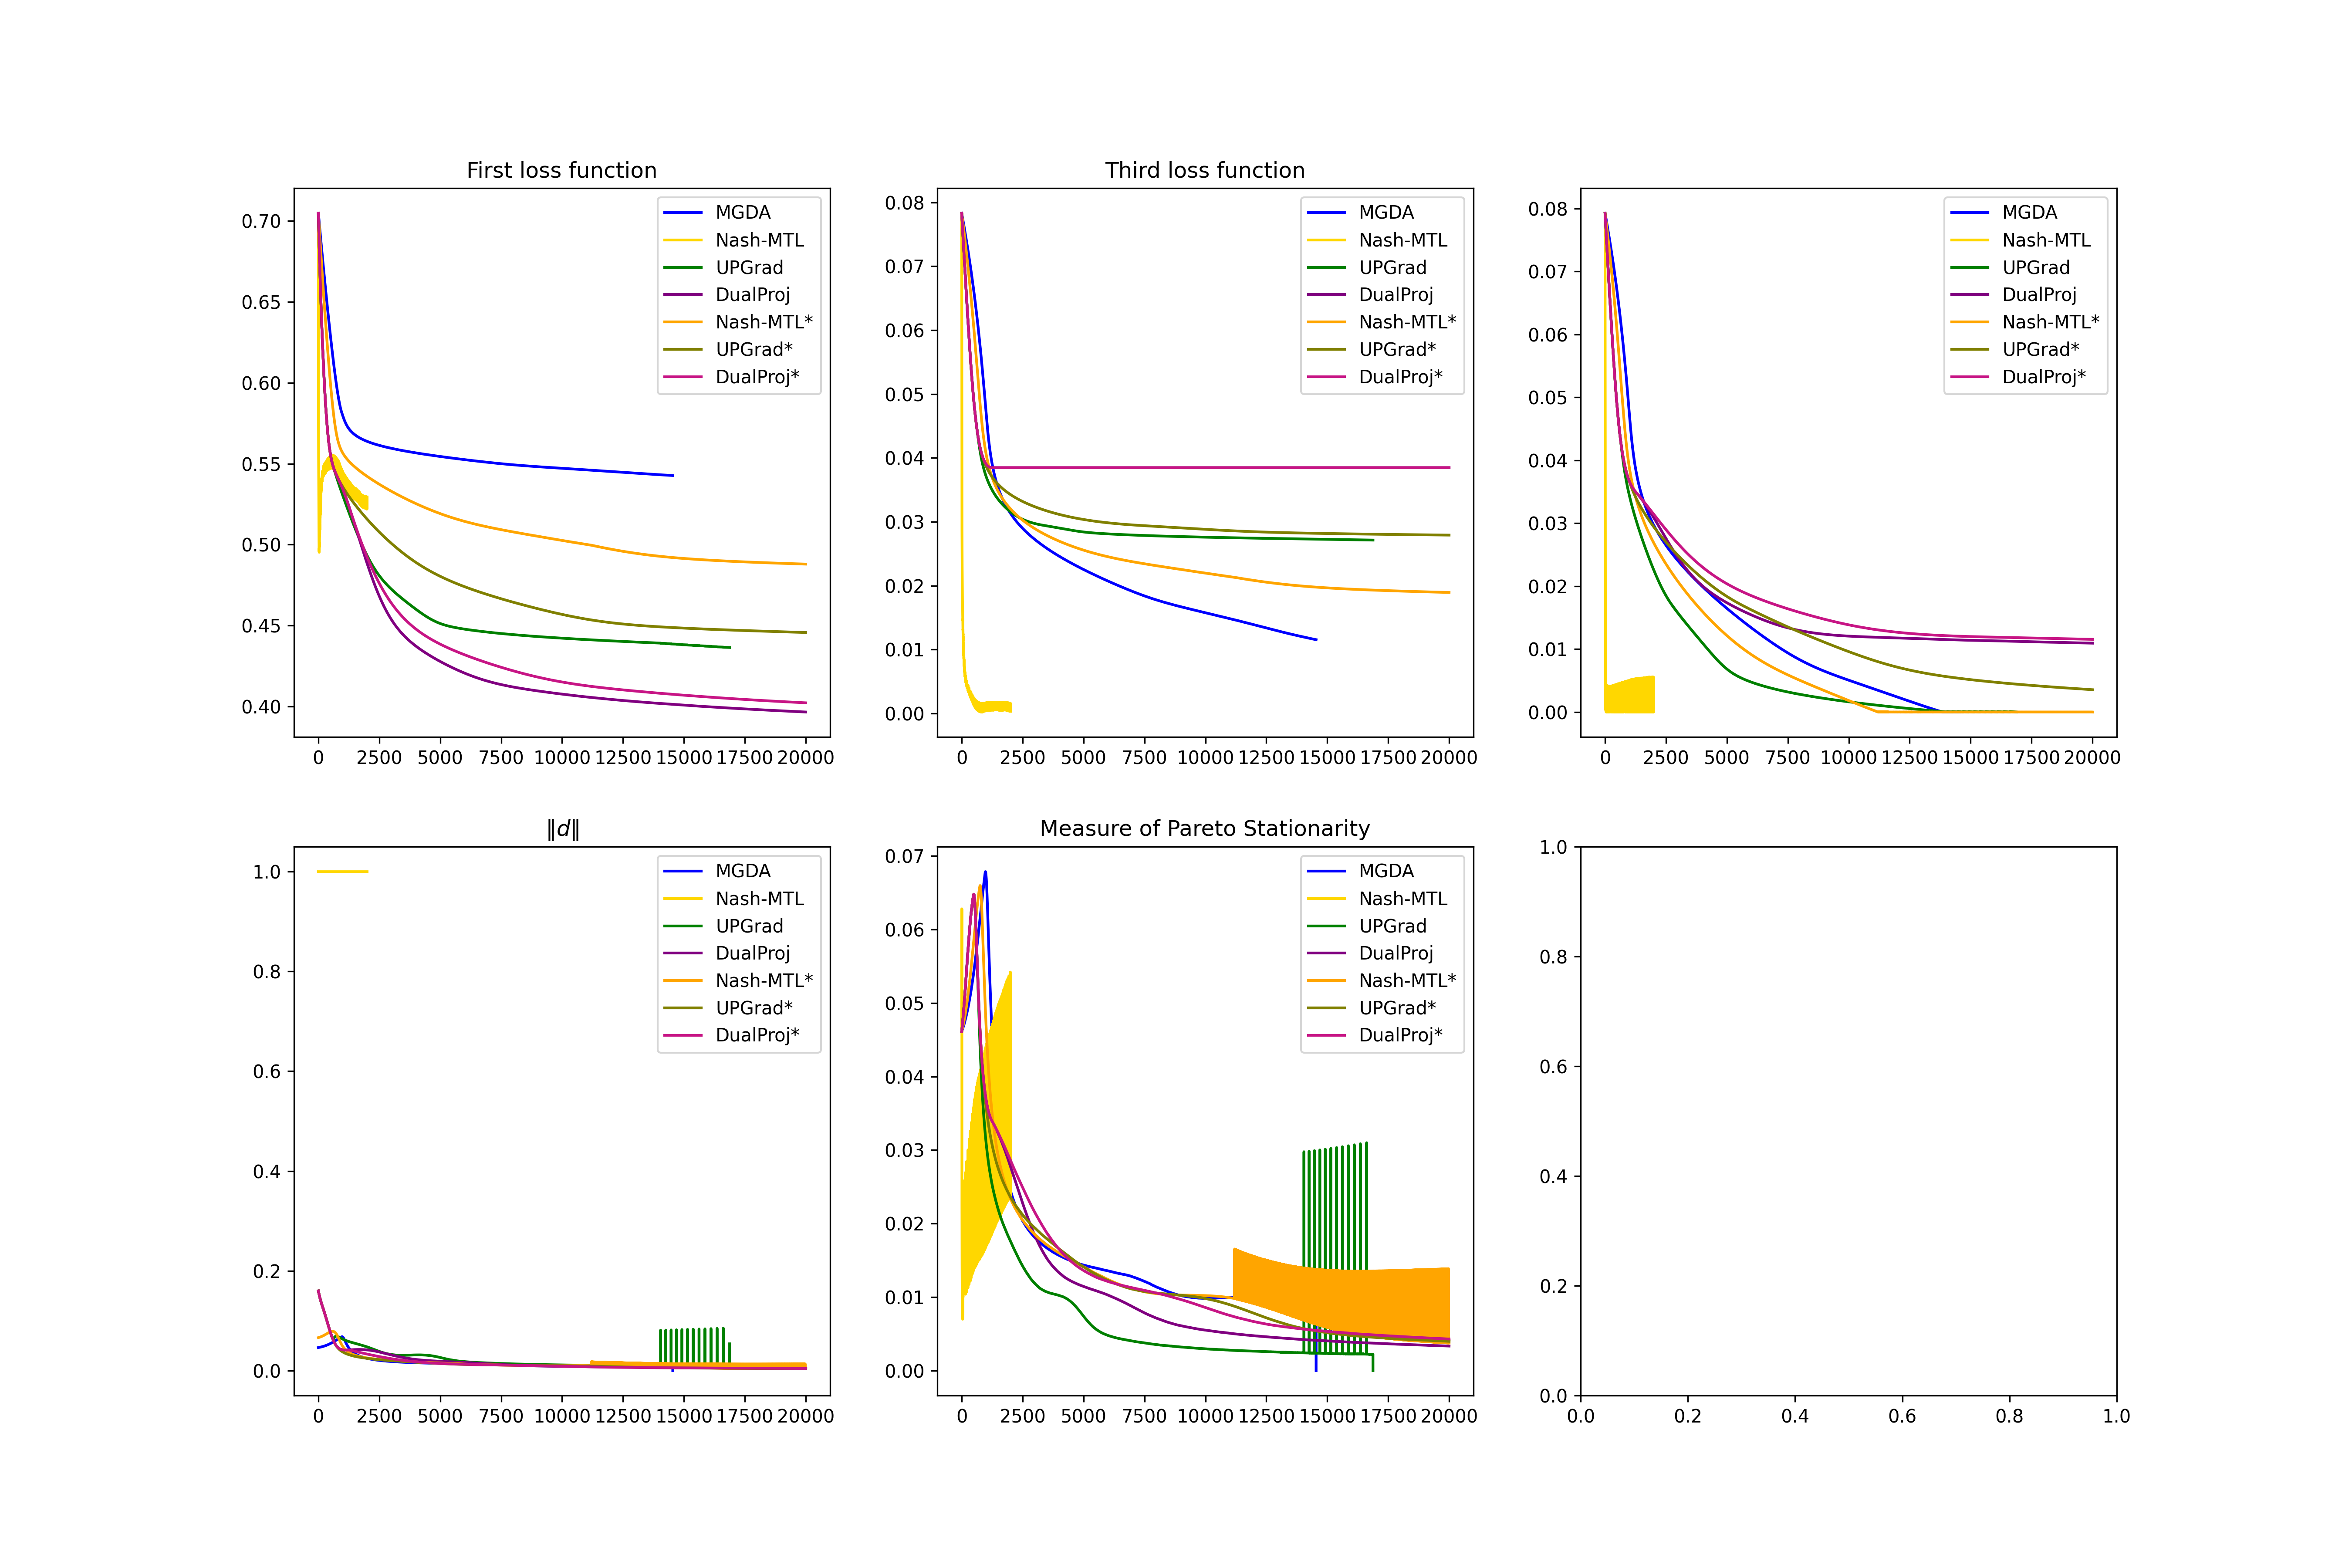 First loss function
0.70
0.65
0.60
0.55
0.50
0.45
0.40
0 2500 5000 7500 10000 12500 15000 17500 20000
MGDA
Nash-MTL
UPGrad
DualProj
Nash-MTL*
UPGrad*
DualProj*
Third loss function
0.08
0.07
0.06
0.05
0.04
0.03
0.02
0.01
0.00
0 2500 5000 7500 10000 12500 15000 17500 20000
MGDA
Nash-MTL
UPGrad
DualProj
Nash-MTL*
UPGrad*
DualProj*
0.08
0.07
0.06
0.05
0.04
0.03
0.02
0.01
0.00
0 2500 5000 7500 10000 12500 15000 17500 20000
MGDA
Nash-MTL
UPGrad
DualProj
Nash-MTL*
UPGrad*
DualProj*
‖d‖
1.0
0.8
0.6
0.4
0.2
0.0
0 2500 5000 7500 10000 12500 15000 17500 20000
MGDA
Nash-MTL
UPGrad
DualProj
Nash-MTL*
UPGrad*
DualProj*
Measure of Pareto Stationarity
0.07
0.06
0.05
0.04
0.03
0.02
0.01
0.00
0 2500 5000 7500 10000 12500 15000 17500 20000
MGDA
Nash-MTL
UPGrad
DualProj
Nash-MTL*
UPGrad*
DualProj*
1.0
0.8
0.6
0.4
0.2
0.0
0.0 0.2 0.4 0.6 0.8 1.0